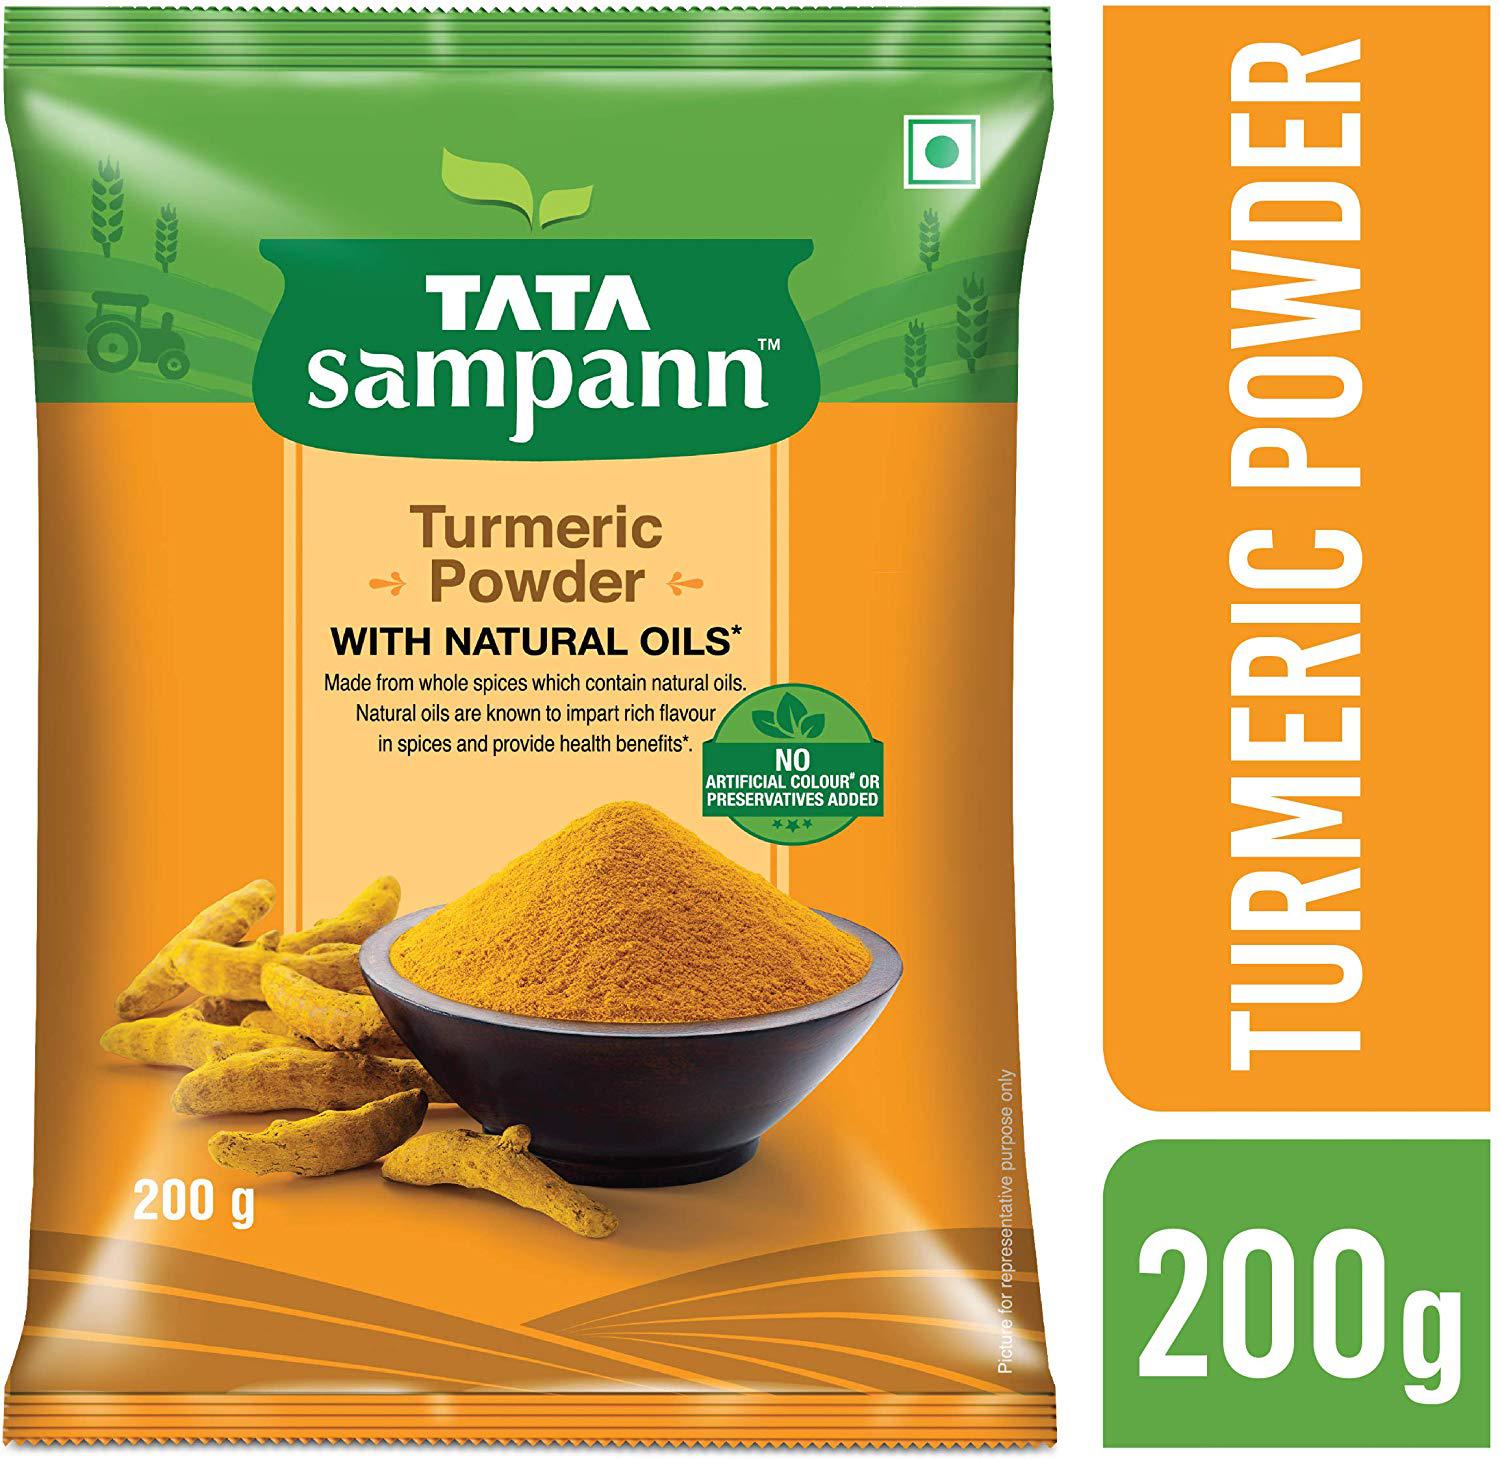 TATA
sampann™
Turmeric
Powder
WITH NATURAL OILS*
Made from whole spices which contain natural oils.
Natural oils are known to impart rich flavour
in spices and provide health benefits*.
NO
ARTIFICIAL COLOUR# OR
PRESERVATIVES ADDED
200 g
Picture for representative purpose only
TURMERIC POWDER
200g